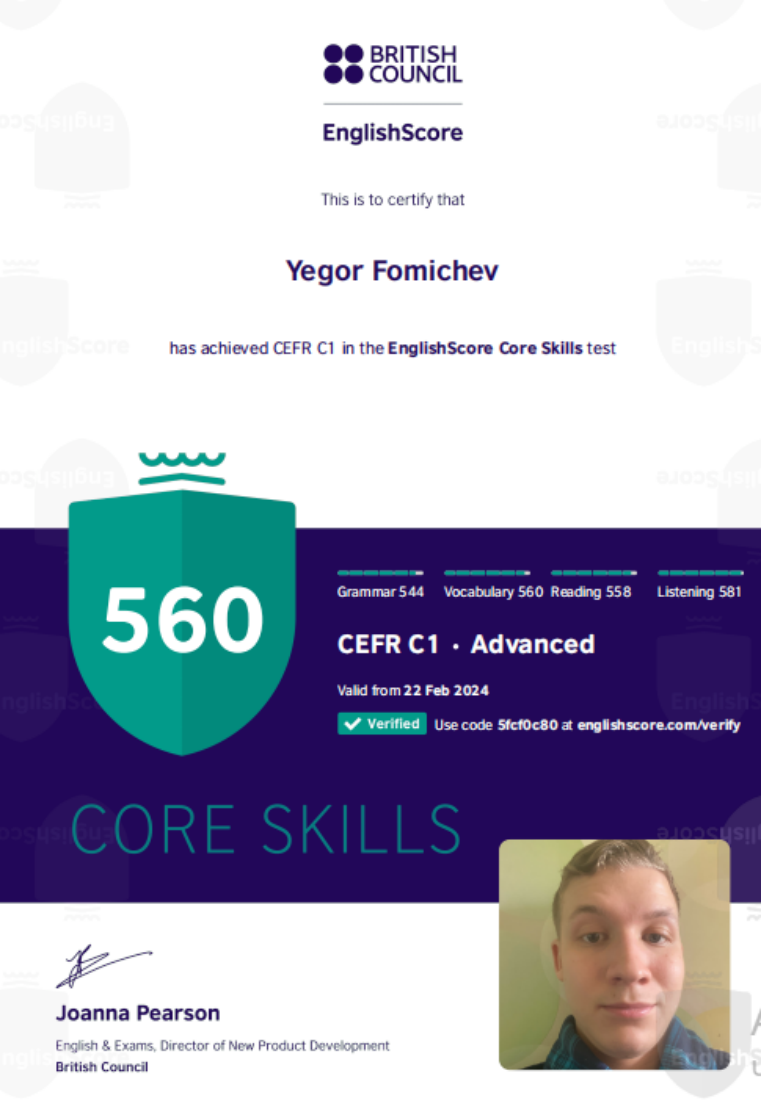 BRITISH
COUNCIL
EnglishScore
This is to certify that
Yegor Fomichev
has achieved CEFR C1 in the EnglishScore Core Skills test
560
Grammar 544 Vocabulary 560 Reading 558 Listening 581
CEFR C1 · Advanced
Valid from 22 Feb 2024
Verified Use code 5fcf0c80 at englishscore.com/verify
CORE SKILLS
Joanna Pearson
English & Exams, Director of New Product Development
British Council